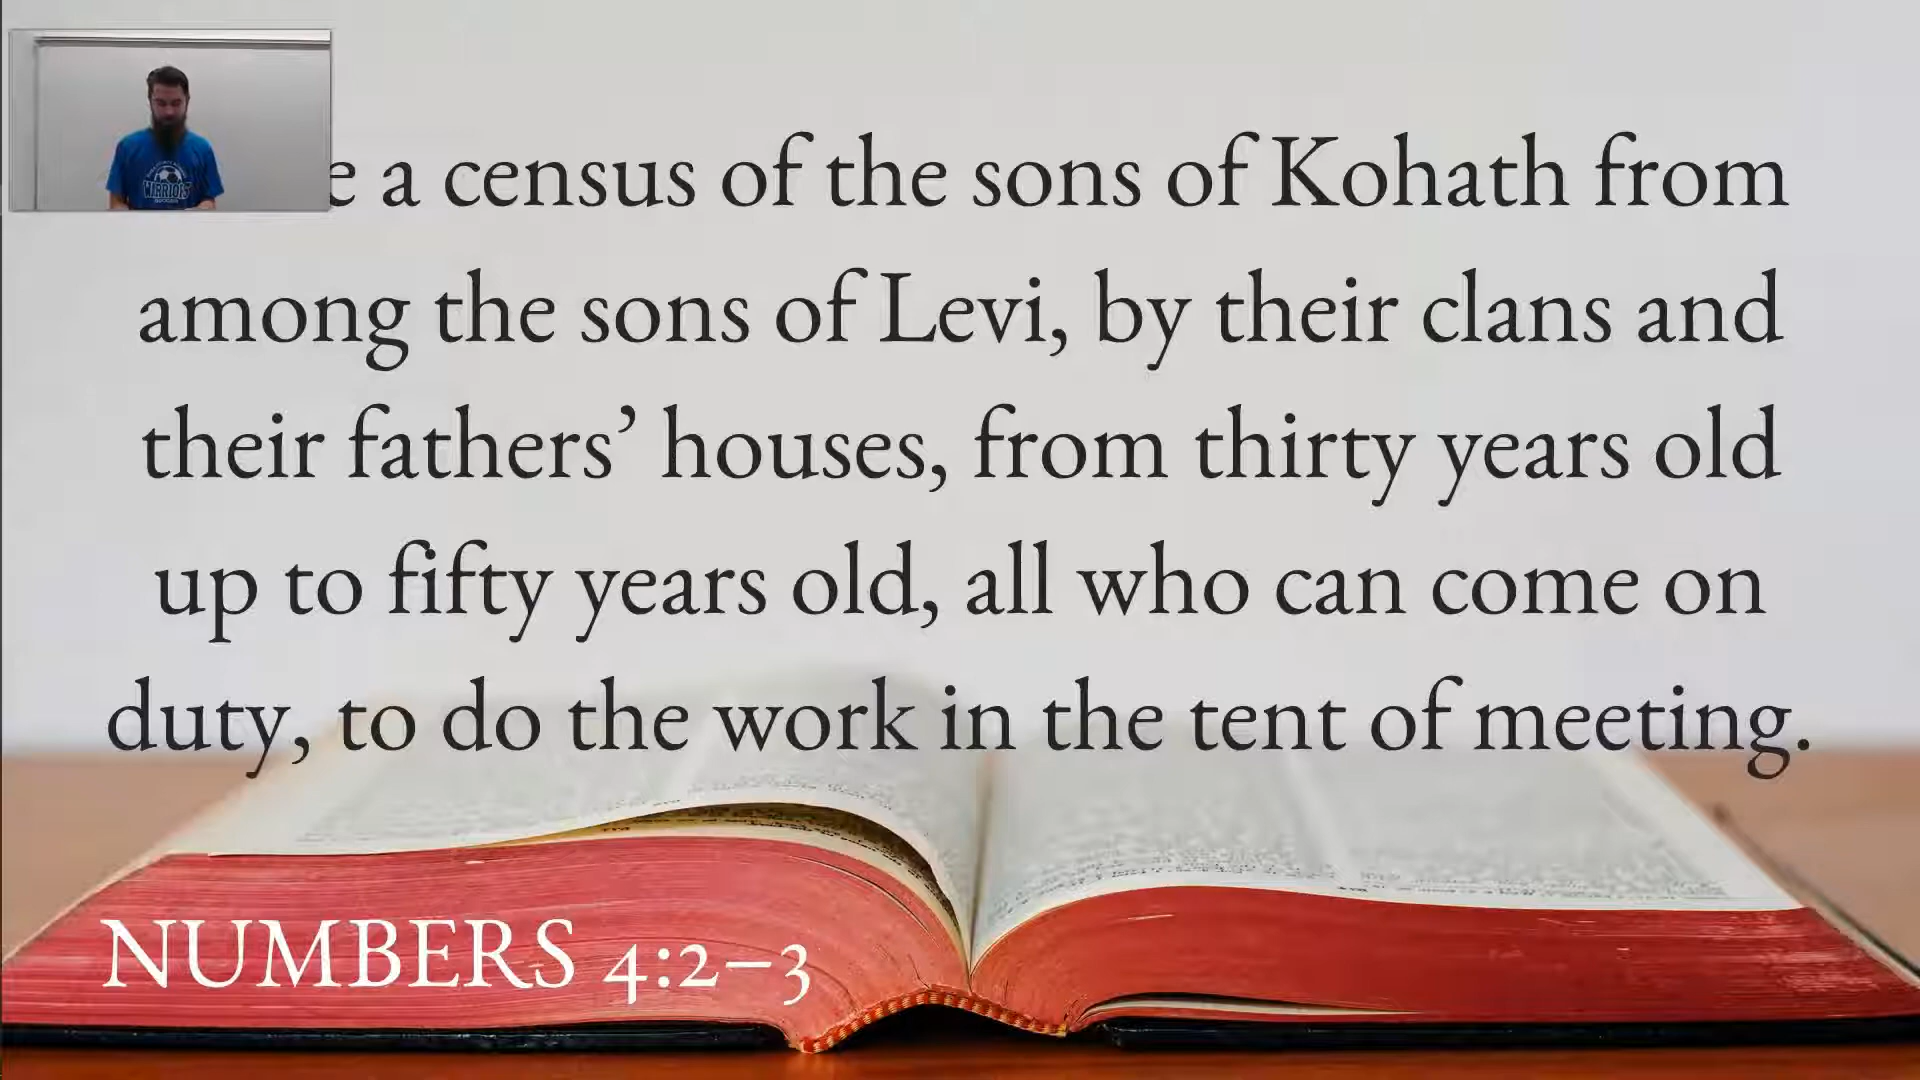 e a census of the sons of Kohath from
among the sons of Levi, by their clans and
their fathers’ houses, from thirty years old
up to fifty years old, all who can come on
duty, to do the work in the tent of meeting.
NUMBERS 4:2–3
WARRIORS
SOCCER